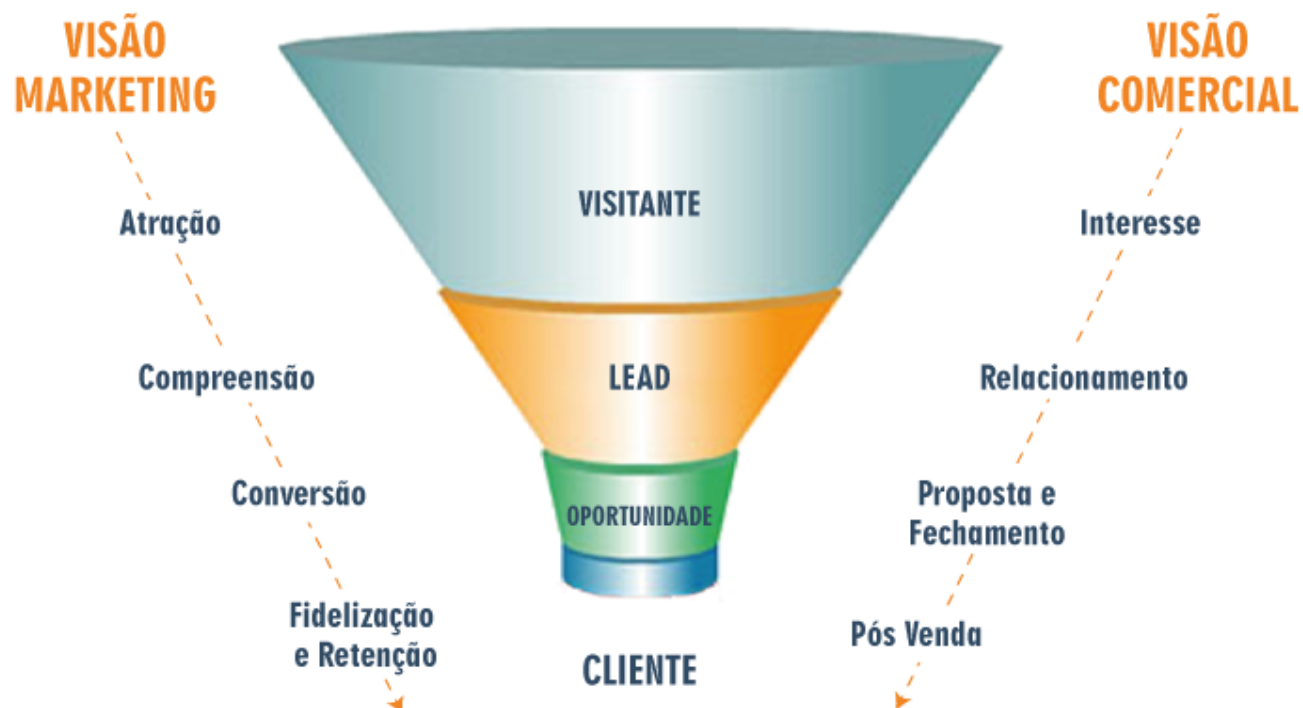 VISÃO
MARKETING
Atração
Compreensão
Conversão
Fidelização
e Retenção
VISITANTE
LEAD
OPORTUNIDADE
CLIENTE
VISÃO
COMERCIAL
Interesse
Relacionamento
Proposta e
Fechamento
Pós Venda